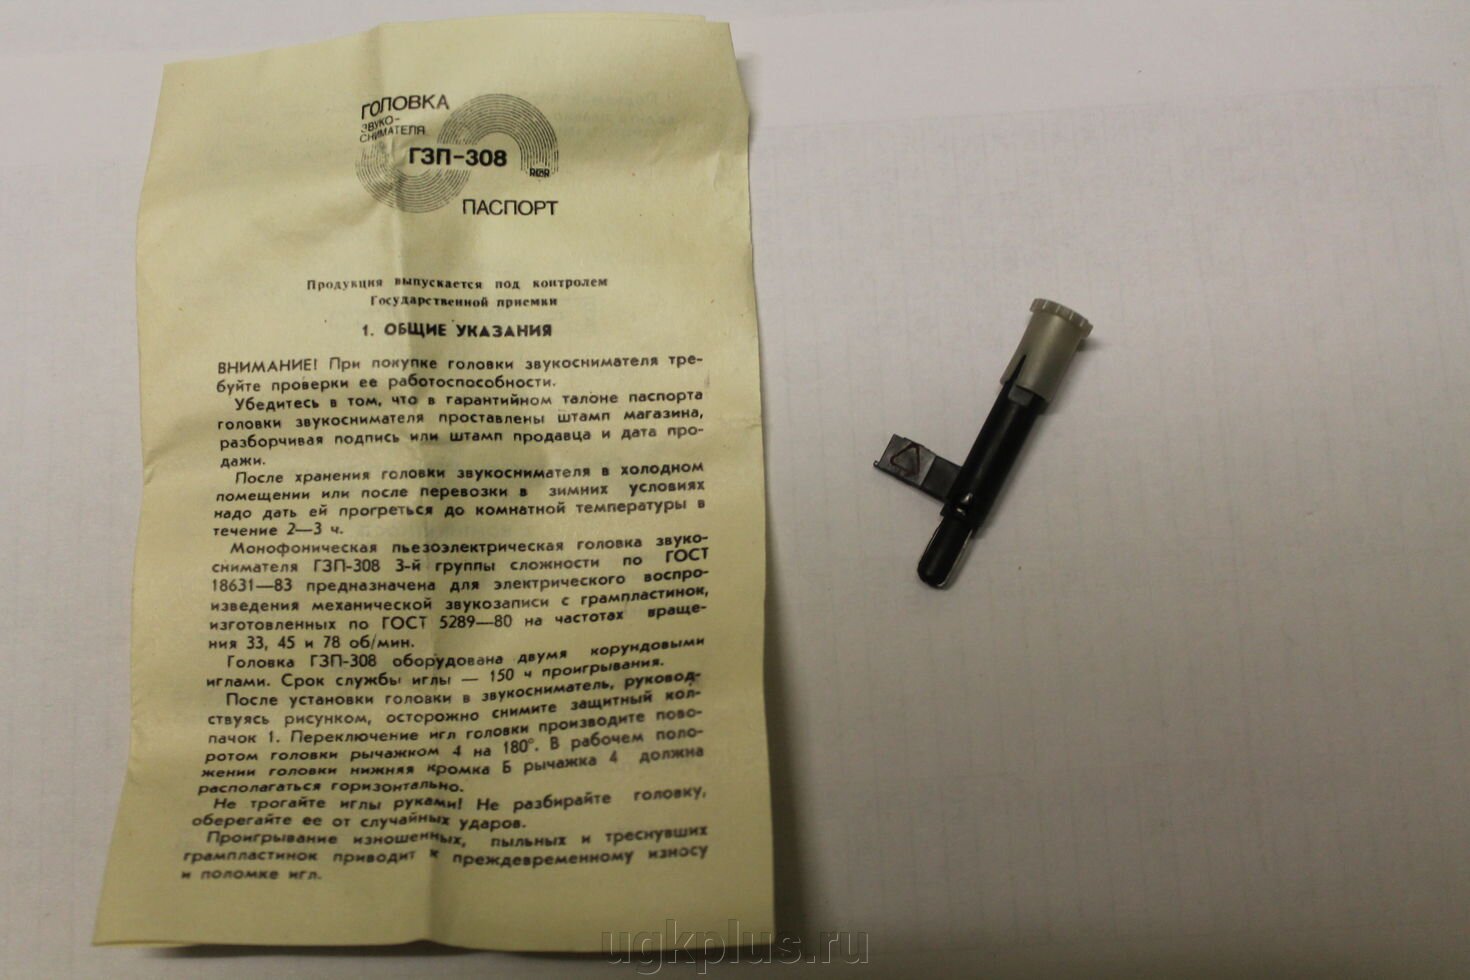 ГОЛОВКА
ЗВУКО-
СНИМАТЕЛЯ
ГЗП-308
ПАСПОРТ
Продукция выпускается под контролем
Государственной приемки
1. ОБЩИЕ УКАЗАНИЯ
ВНИМАНИЕ! При покупке головки звукоснимателя тре-
буйте проверки ее работоспособности.
Убедитесь в том, что в гарантийном талоне паспорта
головки звукоснимателя проставлены штамп магазина,
разборчивая подпись или штамп продавца и дата про-
дажи.
После хранения головки звукоснимателя в холодном
помещении или после перевозки в зимних условиях
надо дать ей прогреться до комнатной температуры в
течение 2—3 ч.
Монофоническая пьезоэлектрическая головка звуко-
снимателя ГЗП-308 3-й группы сложности по ГОСТ
18631—83 предназначена для электрического воспро-
изведения механической звукозаписи с грампластинок,
изготовленных по ГОСТ 5289—80 на частотах враще-
ния 33, 45 и 78 об/мин.
Головка ГЗП-308 оборудована двумя корундовыми
иглами. Срок службы иглы — 150 ч проигрывания.
После установки головки в звукосниматель, руковод-
ствуясь рисунком, осторожно снимите защитный кол-
пачок 1. Переключение игл головки производите пово-
ротом головки рычажком 4 на 180°. В рабочем поло-
жении головки нижняя кромка Б рычажка 4 должна
располагаться горизонтально.
Не трогайте иглы руками! Не разбирайте головку,
оберегайте ее от случайных ударов.
Проигрывание изношенных, пыльных и треснувших
грампластинок приводит к преждевременному износу
и поломке игл.
ugkplus.ru